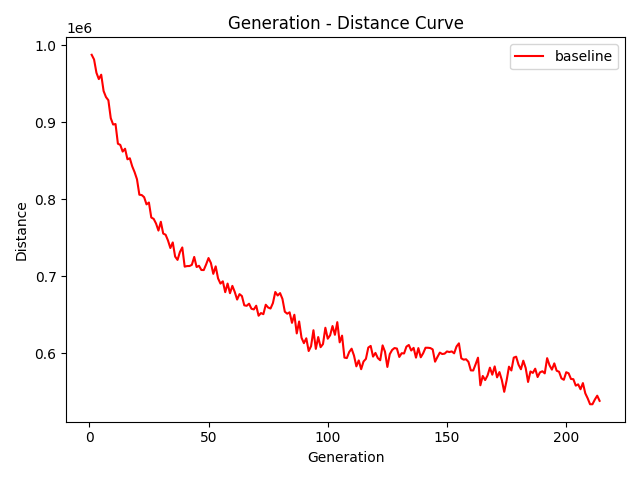 Generation - Distance Curve
1e6
1.0
0.9
0.8
0.7
0.6
Distance
baseline
0
50
100
150
200
Generation